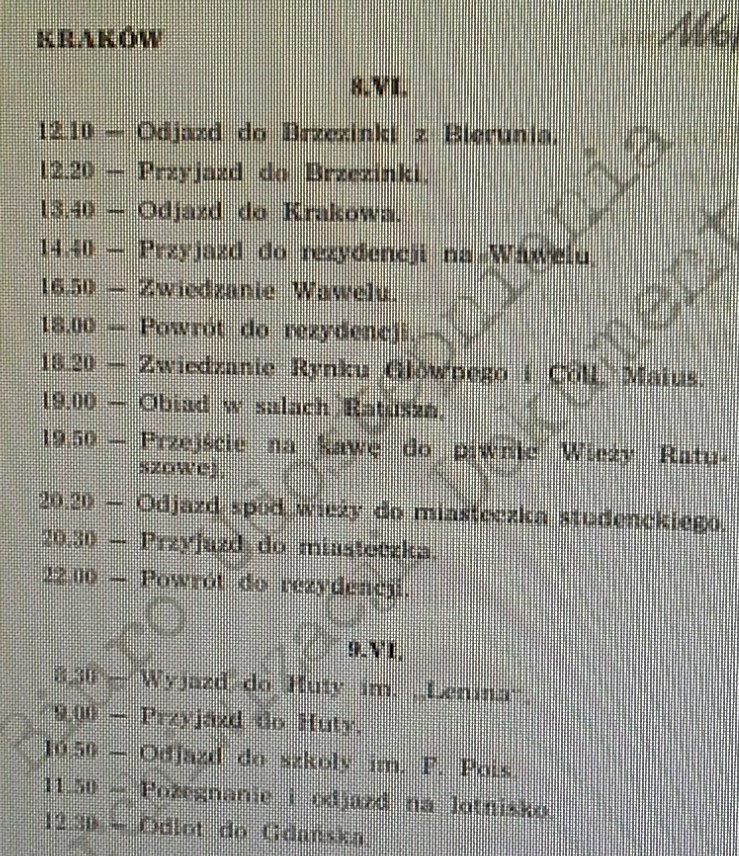 KRAKÓW
8.VI.
12.10 — Odjazd do Brzezinki z Bierunia.
12.20 — Przyjazd do Brzezinki.
13.40 — Odjazd do Krakowa.
14.40 — Przyjazd do rezydencji na Wawelu.
16.50 — Zwiedzanie Wawelu.
18.00 — Powrót do rezydencji.
18.20 — Zwiedzanie Rynku Głównego i Coll. Maius.
19.00 — Obiad w salach Ratusza.
19.50 — Przejście na kawę do piwnic Wieży Ratu-
szowej.
20.20 — Odjazd spod wieży do miasteczka studenckiego.
20.30 — Przyjazd do miasteczka.
22.00 — Powrót do rezydencji.
9.VI.
8.30 — Wyjazd do Huty im. „Lenina”.
9.00 — Przyjazd do Huty.
10.50 — Odjazd do szkoły im. F.
11.50 — Pożegnanie i odjazd na lotnisko.
12.30 — Odlot do Gdańska.